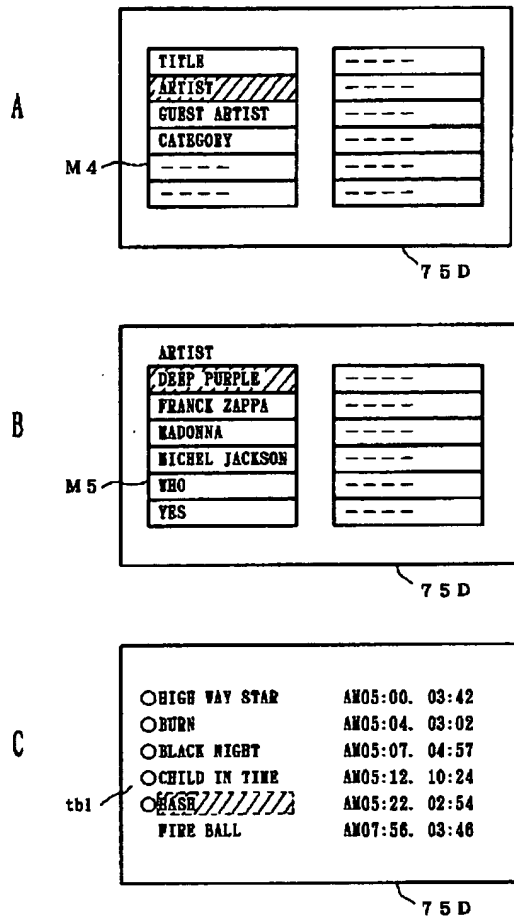 A
TITLE
ARTIST
GUEST ARTIST
CATEGORY
M4
75D
B
ARTIST
DEEP PURPLE
FRANCK ZAPPA
MADONNA
MICHEL JACKSON
WHO
YES
M5
75D
C
HIGH WAY STAR AM05:00. 03:42
BURN AM05:04. 03:02
BLACK NIGHT AM05:07. 04:57
CHILD IN TIME AM05:12. 10:24
HASH AM05:22. 02:54
FIRE BALL AM07:56. 03:46
tbl
75D